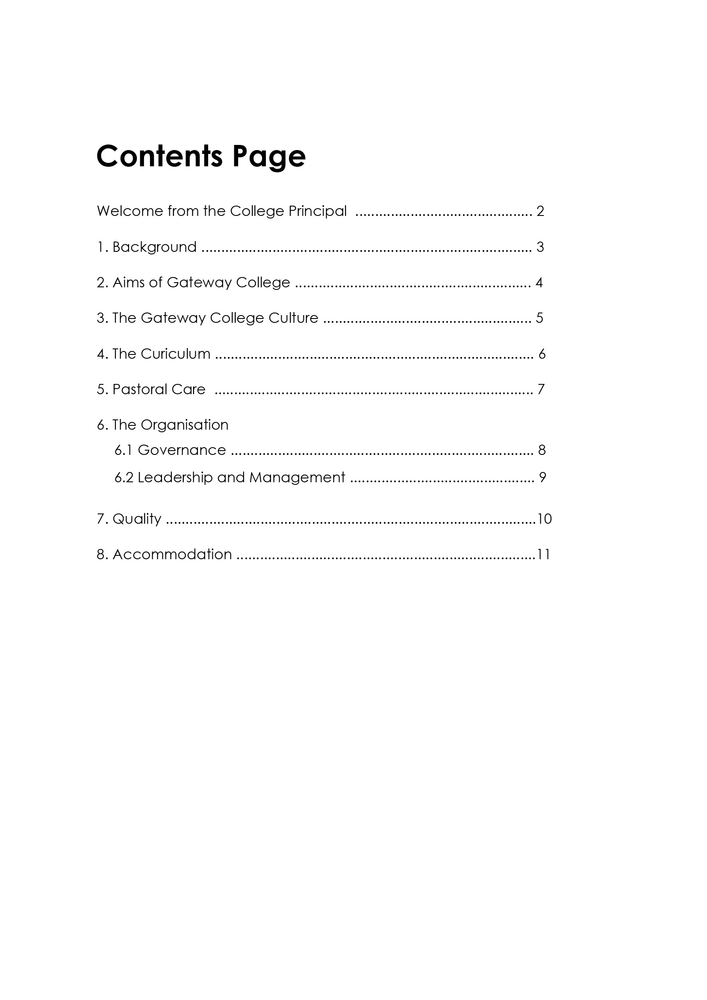 Contents Page
Welcome from the College Principal ............................................. 2
1. Background .................................................................................... 3
2. Aims of Gateway College ............................................................ 4
3. The Gateway College Culture ..................................................... 5
4. The Curiculum ................................................................................. 6
5. Pastoral Care ................................................................................. 7
6. The Organisation
6.1 Governance ............................................................................. 8
6.2 Leadership and Management ............................................... 9
7. Quality ..............................................................................................10
8. Accommodation ............................................................................11